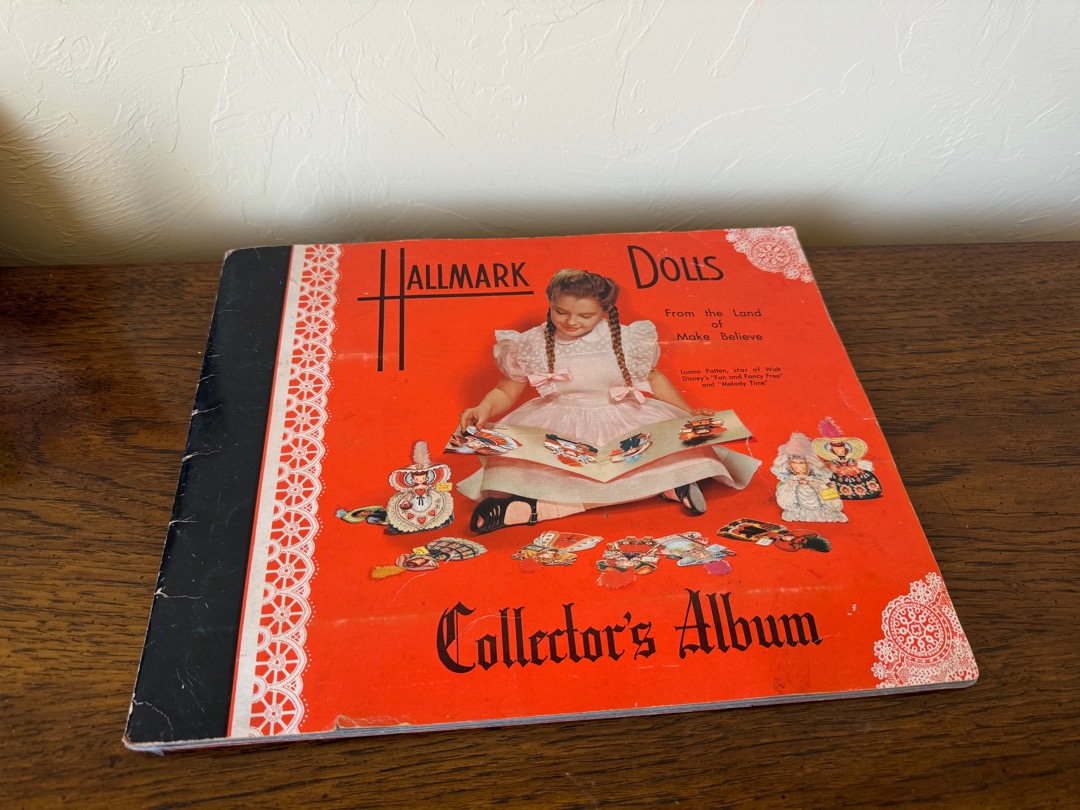 HALLMARK DOLLS
From the Land
of
Make Believe
Luana Patten, star of Walt
Disney's "Fun and Fancy Free"
and "Melody Time"
Collector's Album